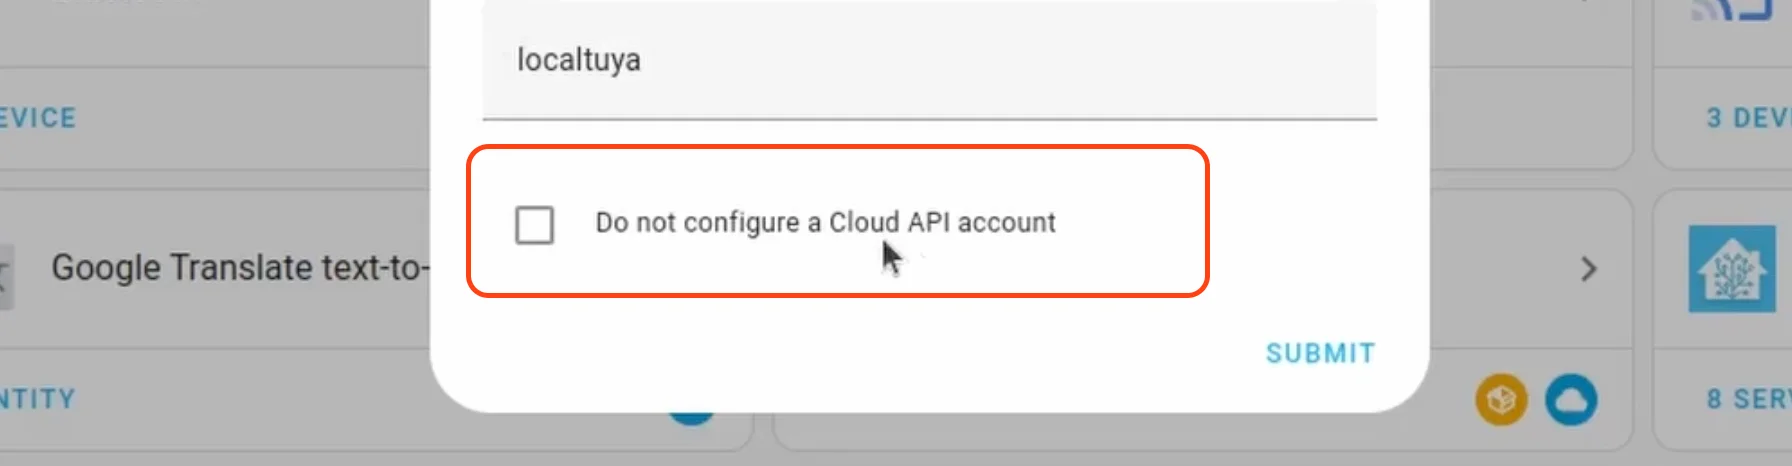 localtuya
EVICE
3 DEV
Do not configure a Cloud API account
Google Translate text-to-
SUBMIT
NTITY
8 SER